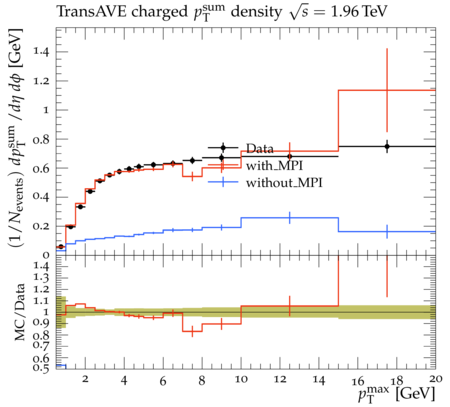 TransAVE charged p_T^sum density √s = 1.96 TeV
(1/N_events) dp_T^sum/dη dϕ [GeV]
1.4
1.2
1
0.8
0.6
0.4
0.2
0
Data
with_MPI
without_MPI
MC/Data
1.4
1.3
1.2
1.1
1
0.9
0.8
0.7
0.6
0.5
2 4 6 8 10 12 14 16 18 20
p_T^max [GeV]